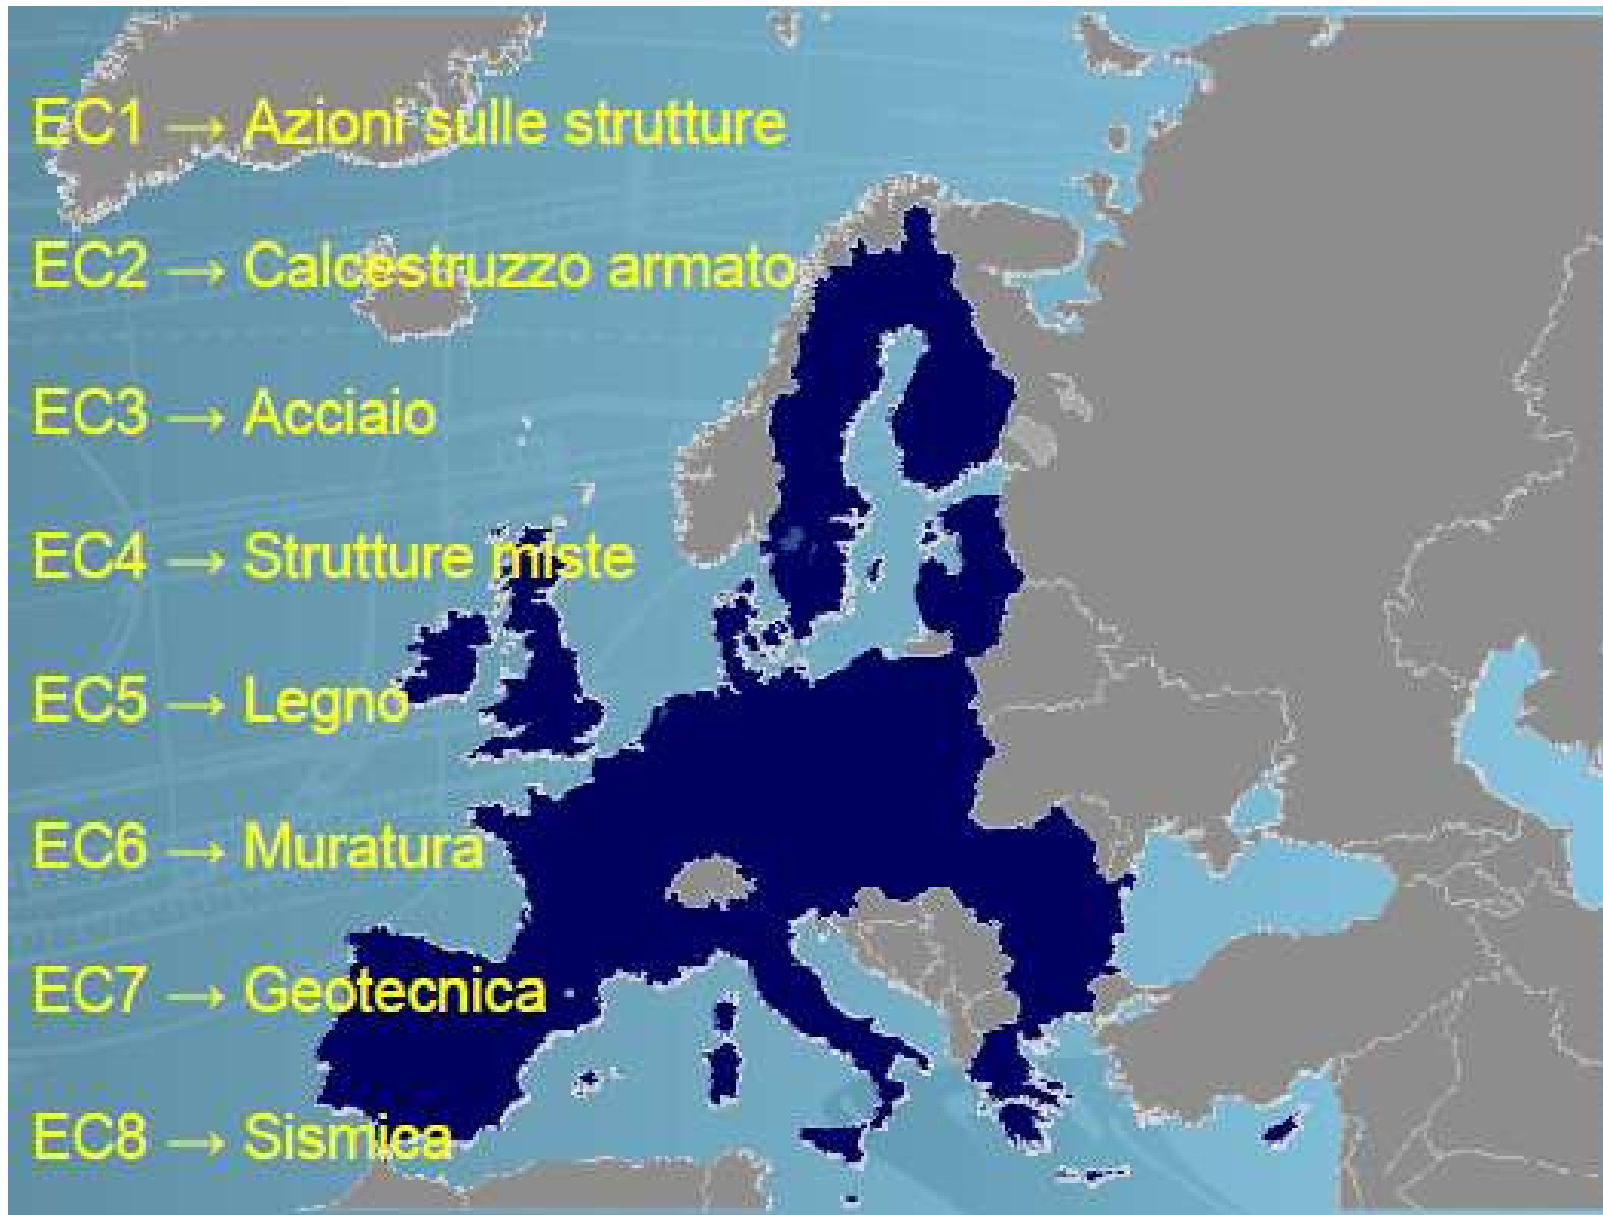 EC1 → Azioni sulle strutture
EC2 → Calcestruzzo armato
EC3 → Acciaio
EC4 → Strutture miste
EC5 → Legno
EC6 → Muratura
EC7 → Geotecnica
EC8 → Sismica